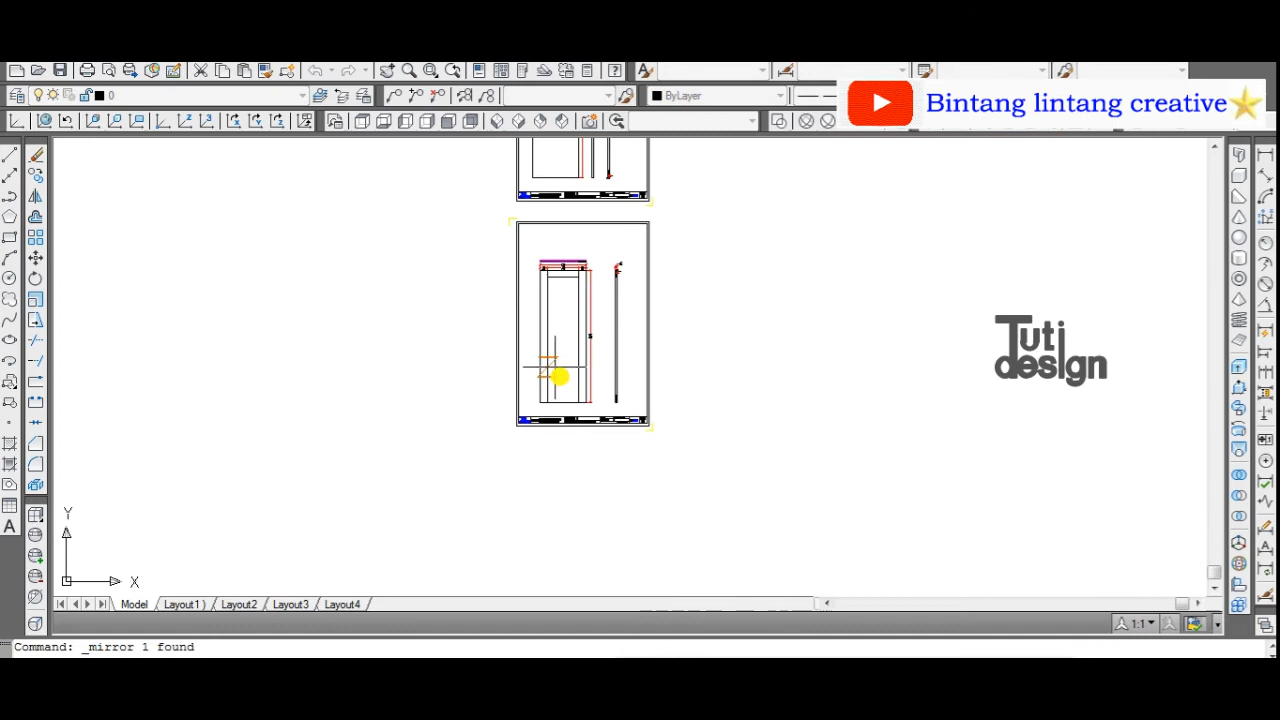 0
ByLayer
Bintang lintang creative
Tuti
design
Y
X
Model
Layout1
Layout2
Layout3
Layout4
1:1
Command: _mirror 1 found